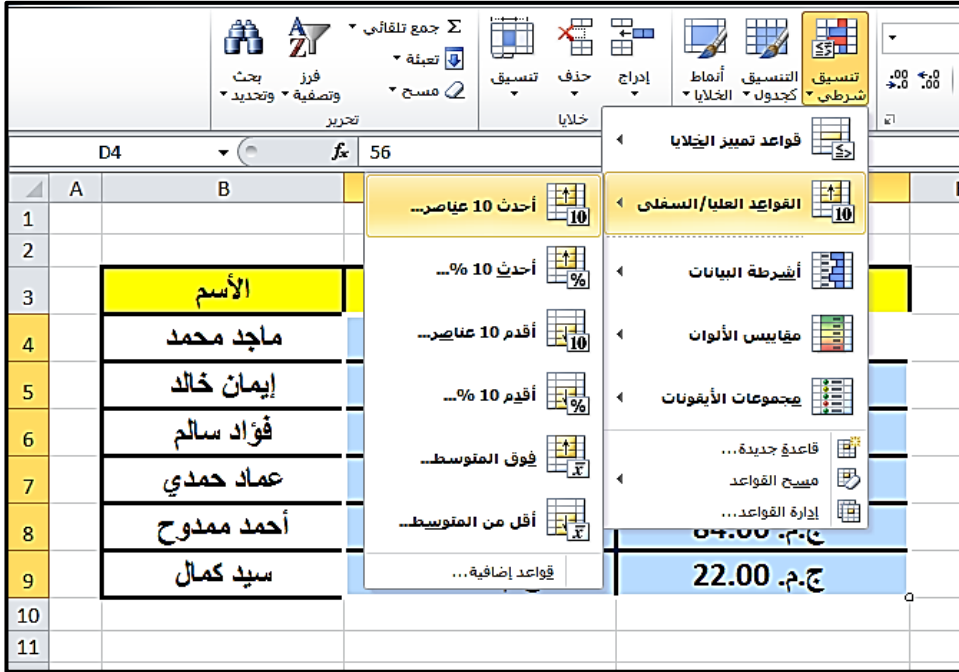 Σ جمع تلقائي
تعبئة
مسح
فرز وتصفية
بحث وتحديد
تحرير
تنسيق
حذف
إدراج
خلايا
أنماط الخلايا
التنسيق كجدول
تنسيق شرطي
.00 .0
.0 .00
D4
fx 56
A B
قواعد تمييز الخلايا
القواعد العليا/السفلى
أشرطة البيانات
مقاييس الألوان
مجموعات الأيقونات
قاعدة جديدة...
مسح القواعد
إدارة القواعد...
أحدث 10 عناصر...
أحدث 10 %...
أقدم 10 عناصر...
أقدم 10 %...
فوق المتوسط...
أقل من المتوسط...
قواعد إضافية...
1
2
3 الأسم
4 ماجد محمد
5 إيمان خالد
6 فؤاد سالم
7 عماد حمدي
8 أحمد ممدوح
9 سيد كمال ج.م. 22.00
10
11